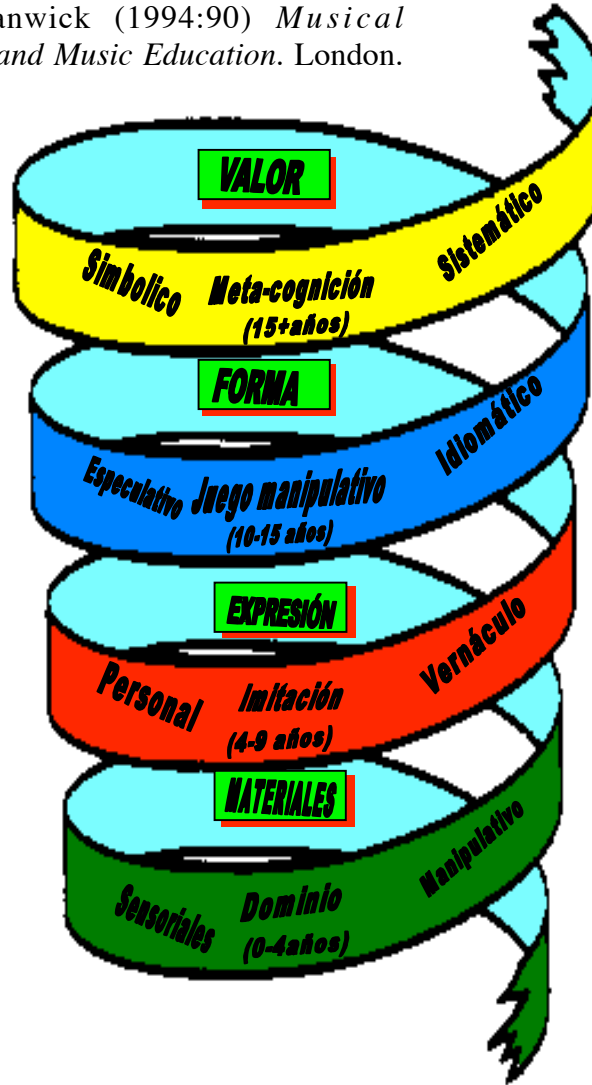 anwick (1994:90) Musical
and Music Education. London.
VALOR
Simbolico Meta-cognición Sistemático
(15+años)
FORMA
Especulativo Juego manipulativo Idiomático
(10-15 años)
EXPRESIÓN
Personal Imitación Vernáculo
(4-9 años)
MATERIALES
Sensoriales Dominio Manipulativo
(0-4años)